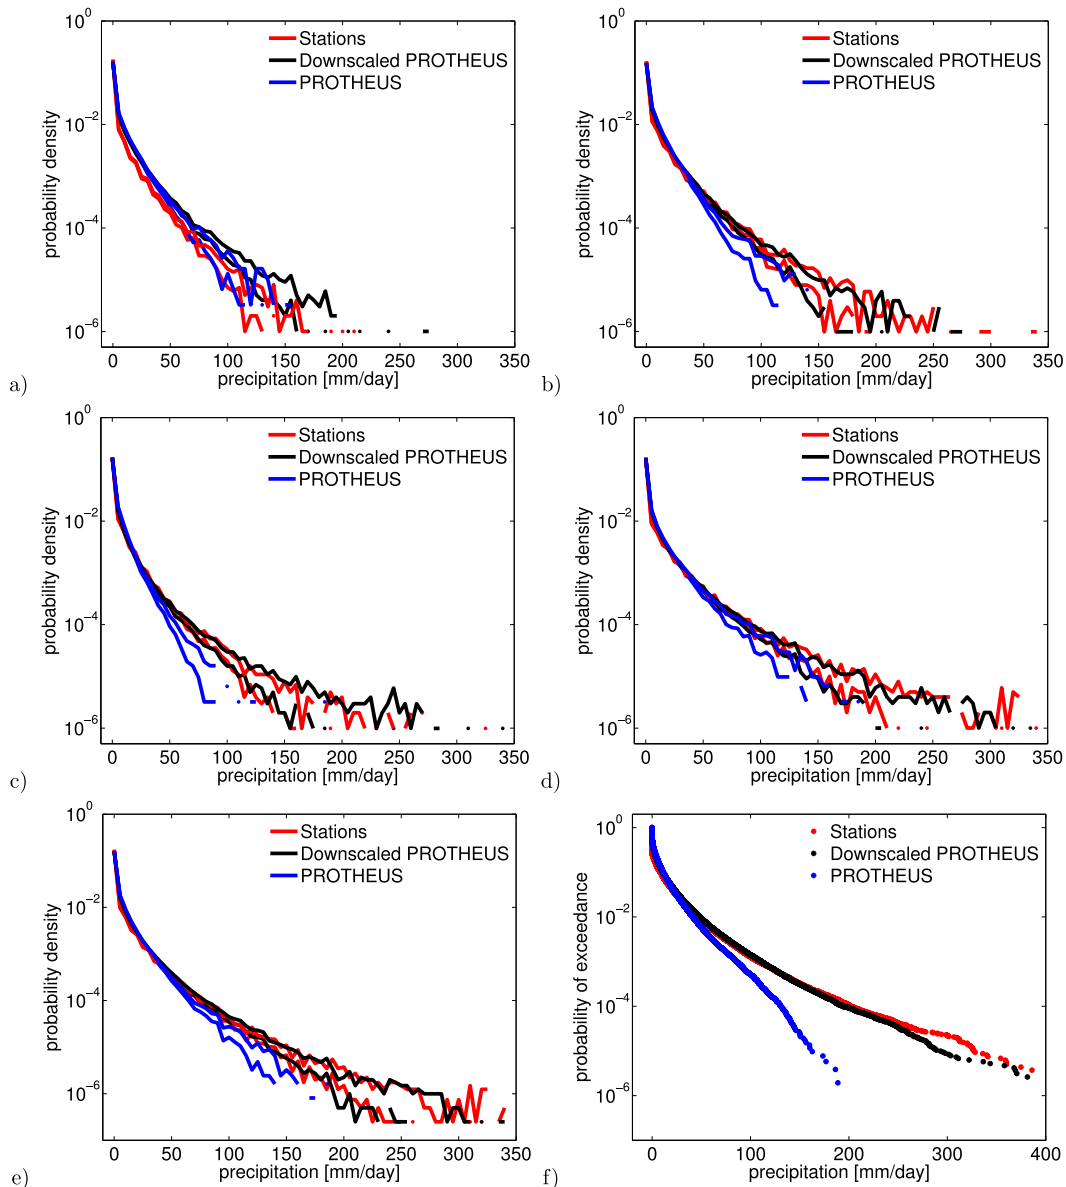 10^0
10^−2
10^−4
10^−6
probability density
Stations
Downscaled PROTHEUS
PROTHEUS
0 50 100 150 200 250 300 350
precipitation [mm/day]
a)
10^0
10^−2
10^−4
10^−6
probability density
Stations
Downscaled PROTHEUS
PROTHEUS
0 50 100 150 200 250 300 350
precipitation [mm/day]
b)
10^0
10^−2
10^−4
10^−6
probability density
Stations
Downscaled PROTHEUS
PROTHEUS
0 50 100 150 200 250 300 350
precipitation [mm/day]
c)
10^0
10^−2
10^−4
10^−6
probability density
Stations
Downscaled PROTHEUS
PROTHEUS
0 50 100 150 200 250 300 350
precipitation [mm/day]
d)
10^0
10^−2
10^−4
10^−6
probability density
Stations
Downscaled PROTHEUS
PROTHEUS
0 50 100 150 200 250 300 350
precipitation [mm/day]
e)
10^0
10^−2
10^−4
10^−6
probability of exceedance
Stations
Downscaled PROTHEUS
PROTHEUS
0 100 200 300 400
precipitation [mm/day]
f)